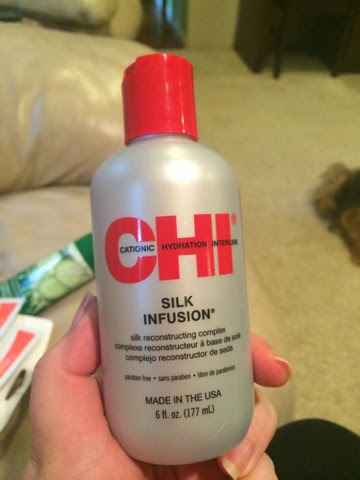 CHI®
CATIONIC HYDRATION INTERLINK
SILK
INFUSION®
silk reconstructing complex
complexe reconstructeur à base de soie
complejo reconstructor de seda
paraben free • sans paraben • libre de parabenes
MADE IN THE USA
6 fl. oz. (177 mL)